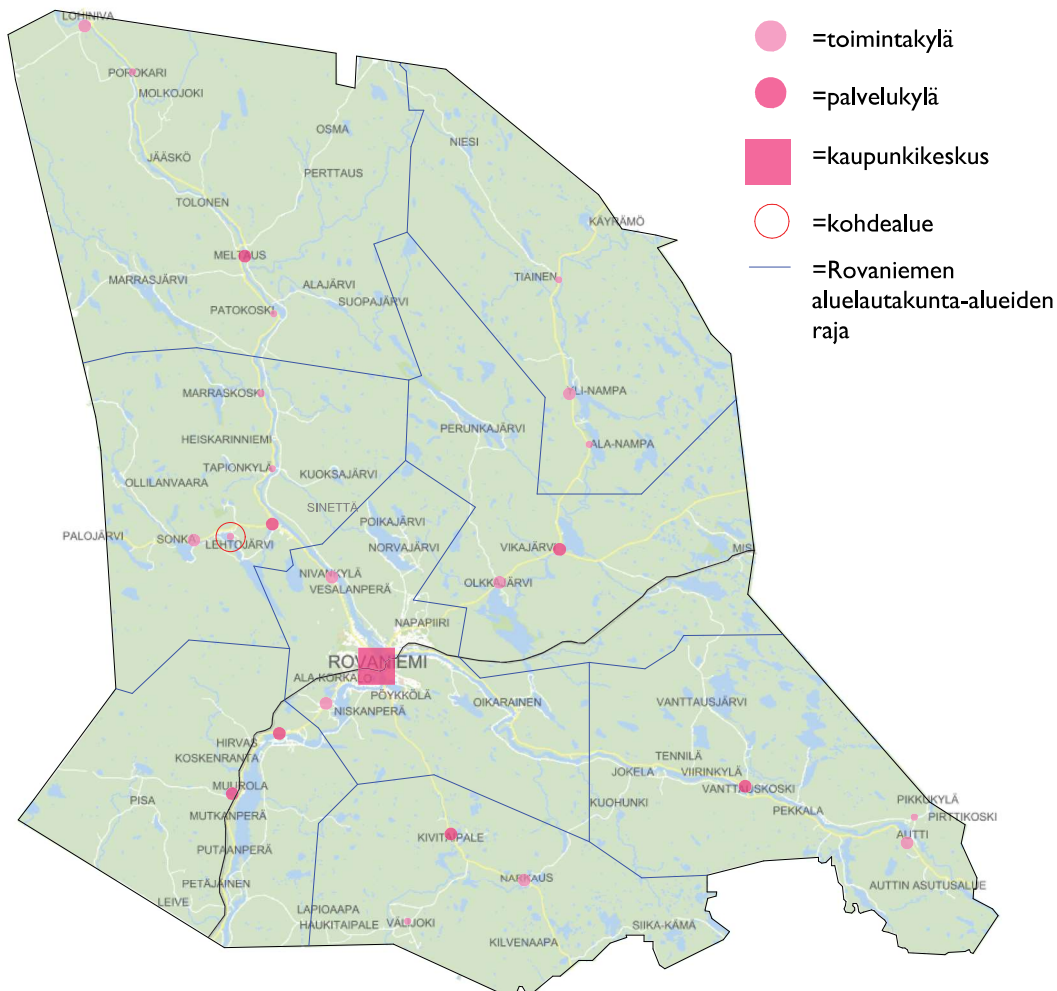 LOHINIVA
=toimintakylä
POROKARI
MOLKOJOKI
=palvelukylä
OSMA
NIESI
JÄÄSKÖ
=kaupunkikeskus
PERTTAUS
TOLONEN
KÄYRÄMÖ
=kohdealue
MELTAUS
MARRASJÄRVI
ALAJÄRVI
SUOPAJÄRVI
TIAINEN
=Rovaniemen
aluelautakunta-alueiden
raja
PATOKOSKI
MARRASKOSKI
YLI-NAMPA
PERUNKAJÄRVI
HEISKARINNIEMI
ALA-NAMPA
TAPIONKYLÄ
KUOKSAJÄRVI
OLLILANVAARA
SINETTÄ
POIKAJÄRVI
PALOJÄRVI
SONKA
LEHTOJÄRVI
NORVAJÄRVI
VIKAJÄRVI
MISI
NIVANKYLÄ
VESALANPERÄ
OLKKAJÄRVI
NAPAPIIRI
ROVANIEMI
ALA-KORKALO
PÖYKKÖLÄ
NISKANPERÄ
OIKARAINEN
VANTTAUSJÄRVI
HIRVAS
KOSKENRANTA
TENNILÄ
JOKELA
VIIRINKYLÄ
MUUROLA
VANTTAUSKOSKI
PISA
KUOHUNKI
MUTKANPERÄ
PEKKALA
PIKKUKYLÄ
PIRTTIKOSKI
KIVITAIPALE
AUTTI
PUTAANPERÄ
PETÄJÄINEN
NARKAUS
AUTTIN ASUTUSALUE
LEIVE
LAPIOAAPA
HAUKITAIPALE
VÄLIJOKI
SIIKA-KÄMÄ
KILVENAAPA